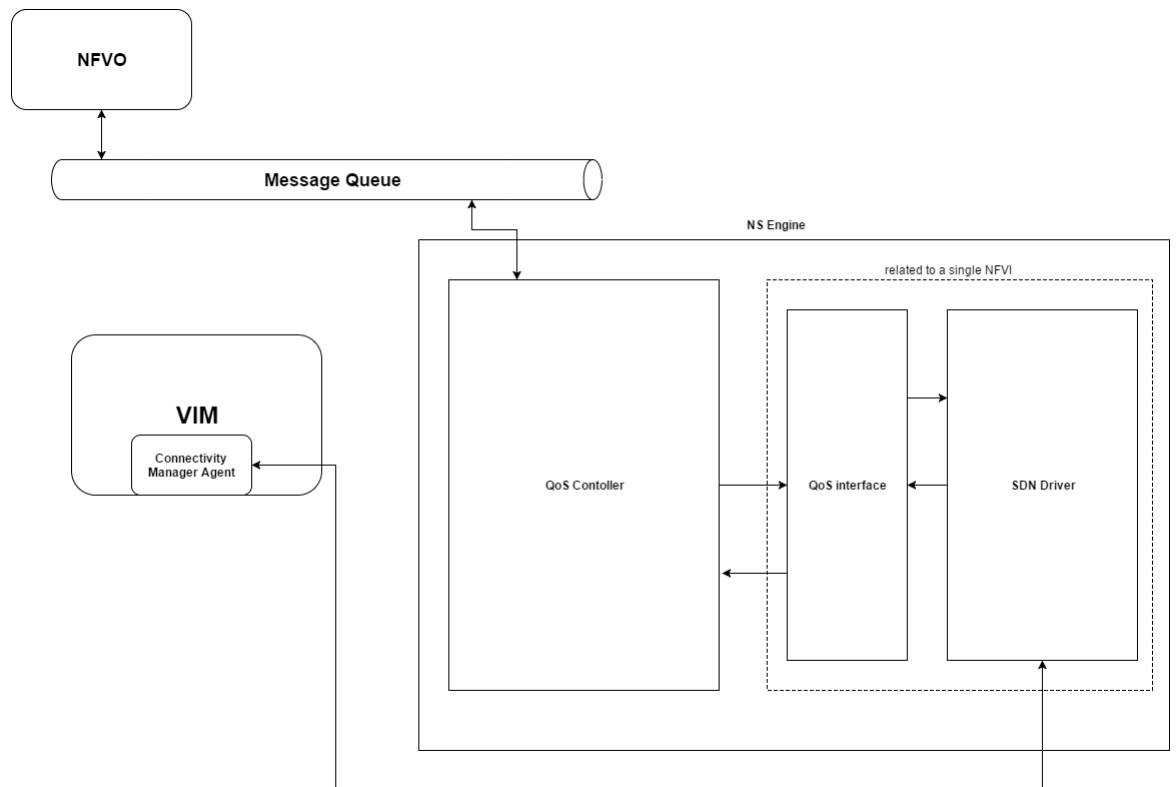 NFVO
Message Queue
NS Engine
related to a single NFVI
VIM
Connectivity
Manager Agent
QoS Contoller
QoS interface
SDN Driver